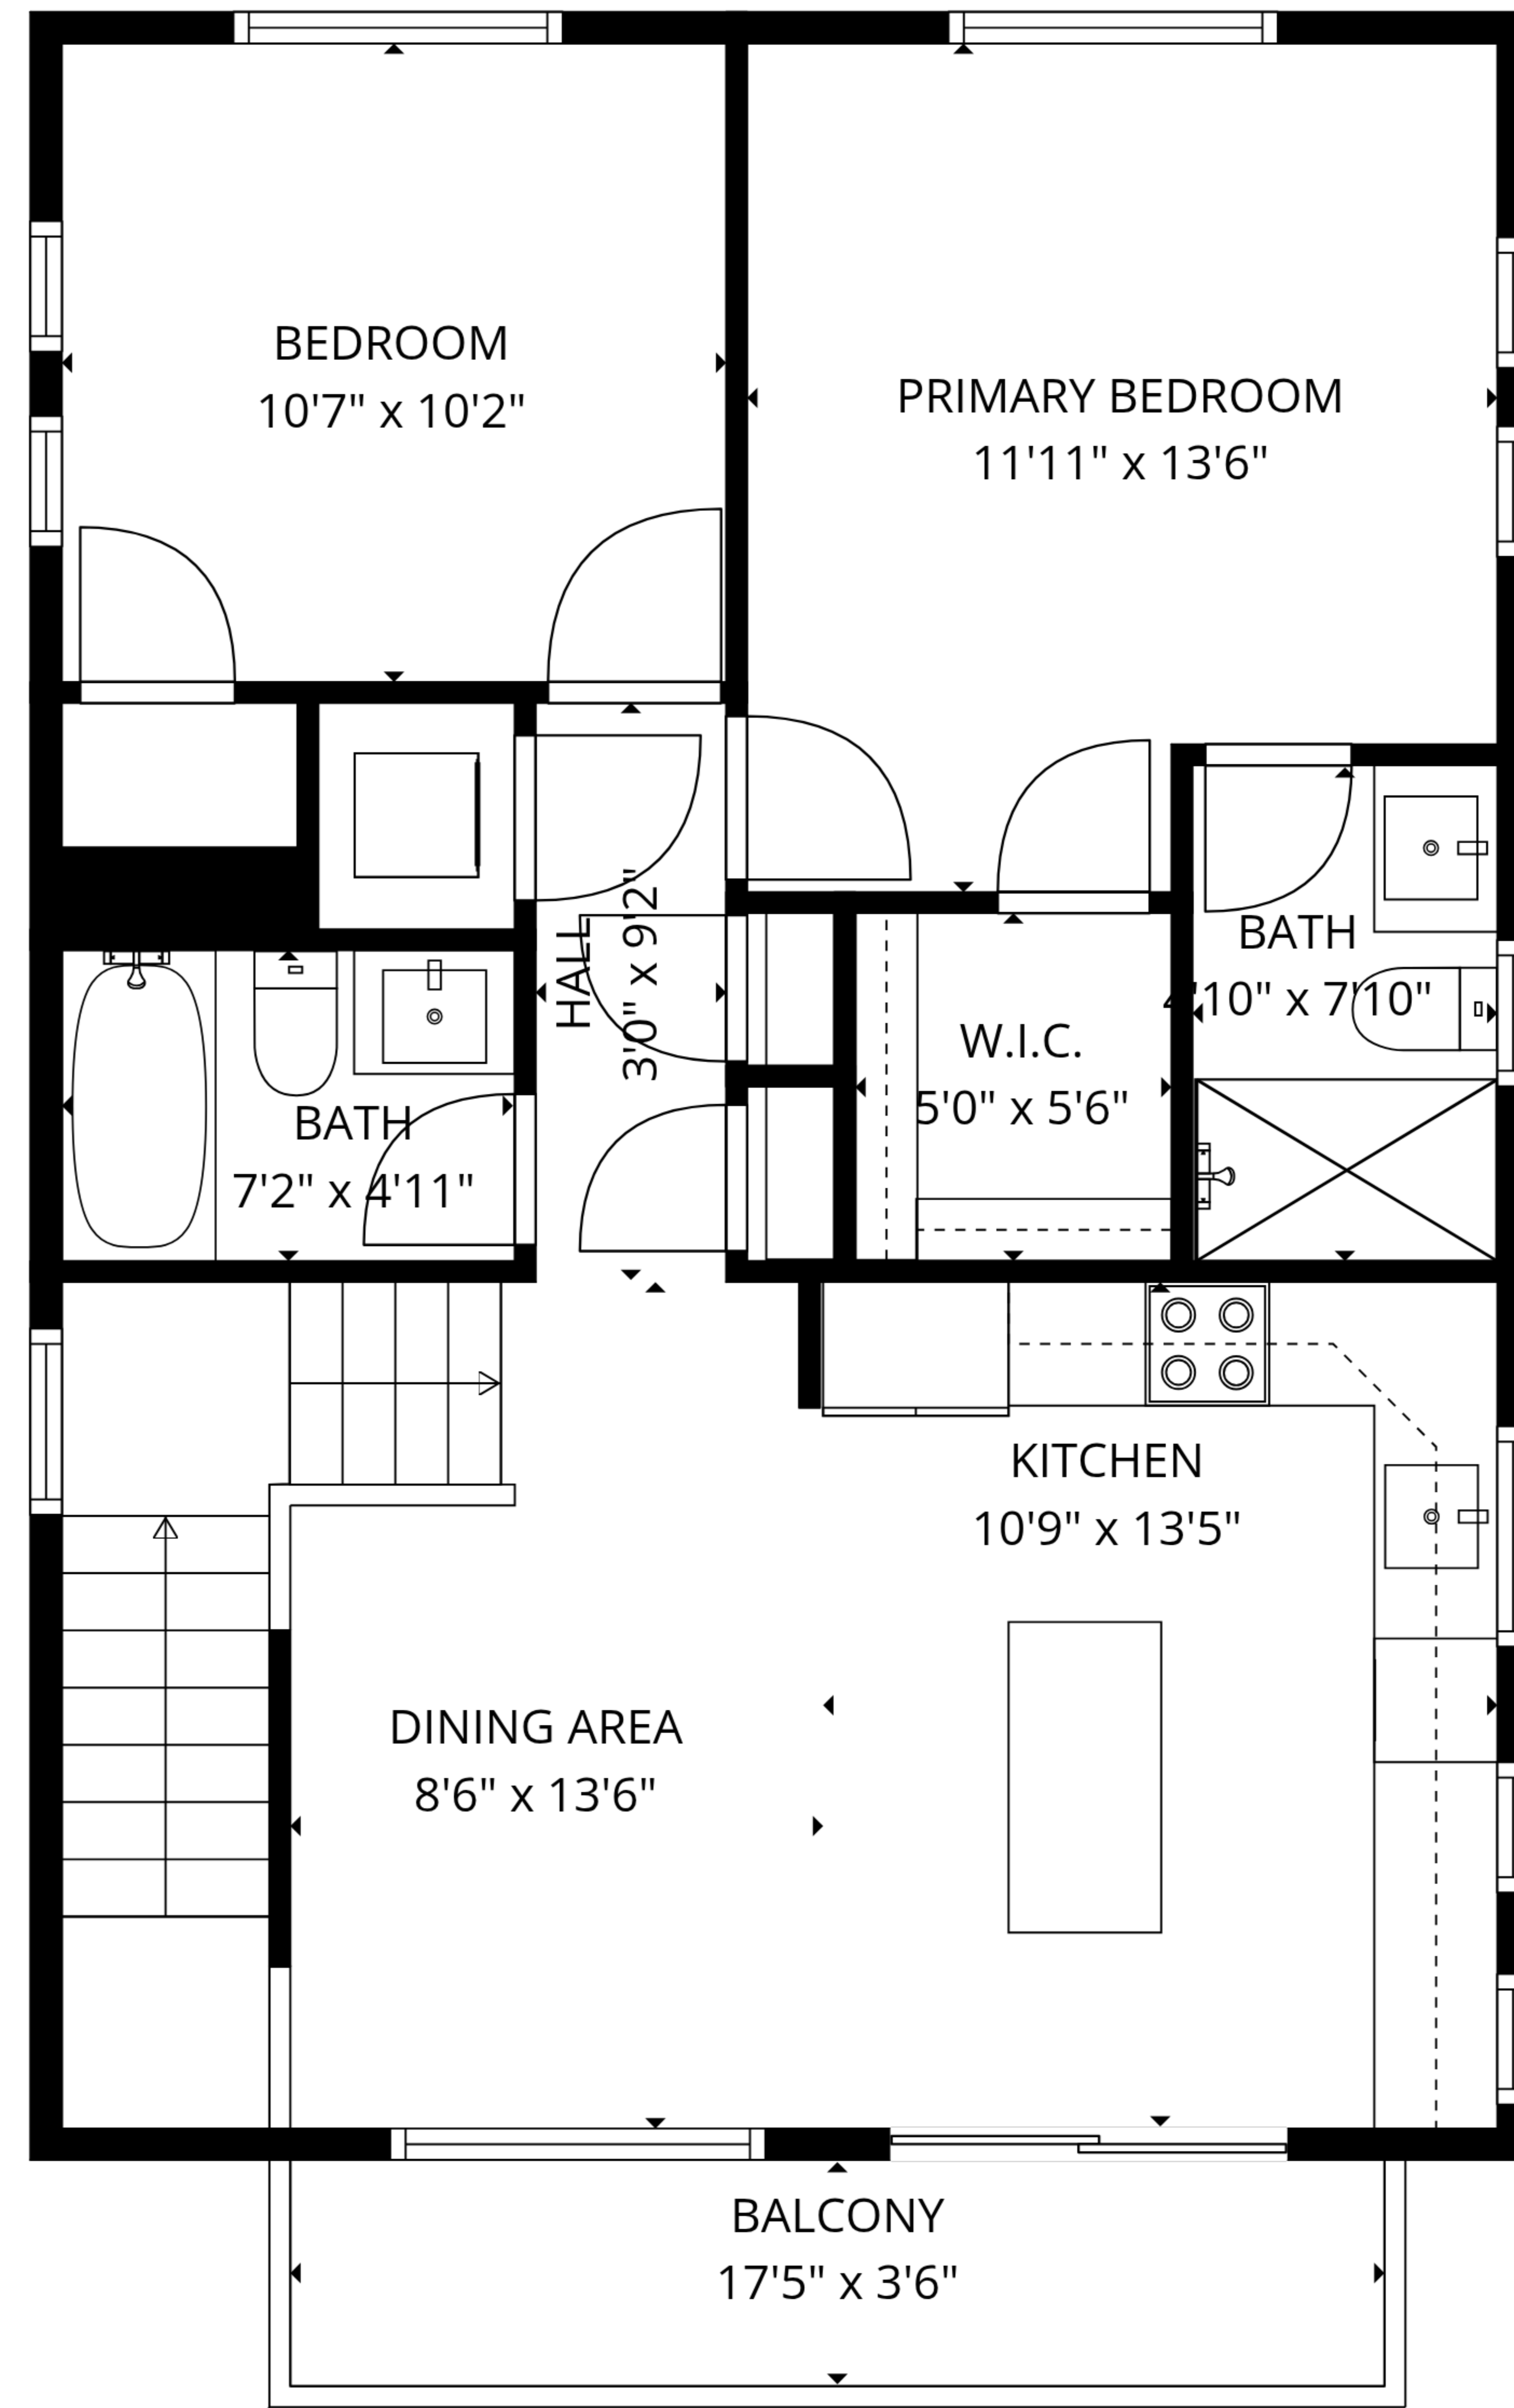 BEDROOM
10'7" x 10'2"
PRIMARY BEDROOM
11'11" x 13'6"
HALL
3'0" x 9'2"
BATH
4'10" x 7'10"
W.I.C.
5'0" x 5'6"
BATH
7'2" x 4'11"
KITCHEN
10'9" x 13'5"
DINING AREA
8'6" x 13'6"
BALCONY
17'5" x 3'6"